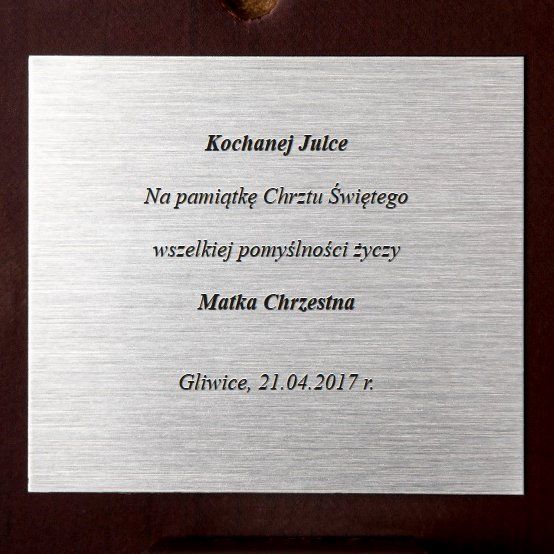 Kochanej Julce
Na pamiątkę Chrztu Świętego
wszelkiej pomyślności życzy
Matka Chrzestna
Gliwice, 21.04.2017 r.